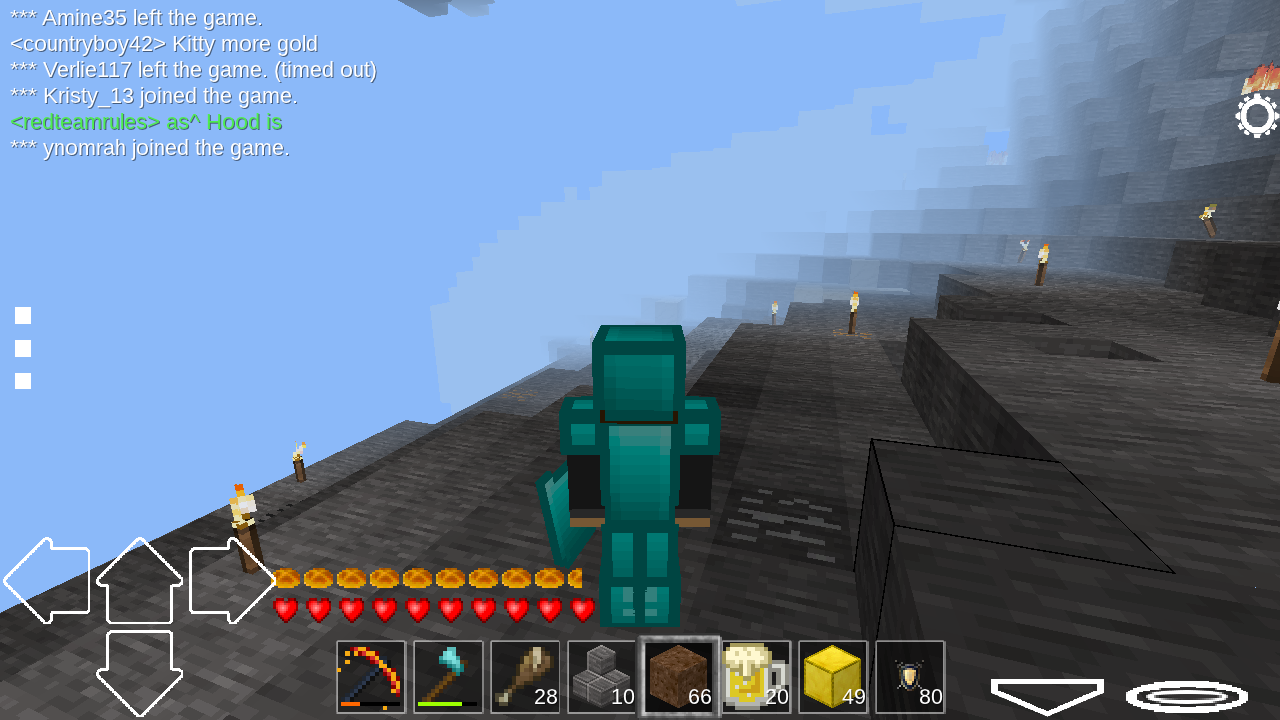 *** Amine35 left the game.
<countryboy42> Kitty more gold
*** Verlie117 left the game. (timed out)
*** Kristy_13 joined the game.
<redteamrules> as^ Hood is
*** ynomrah joined the game.
28 10 66 20 49 80